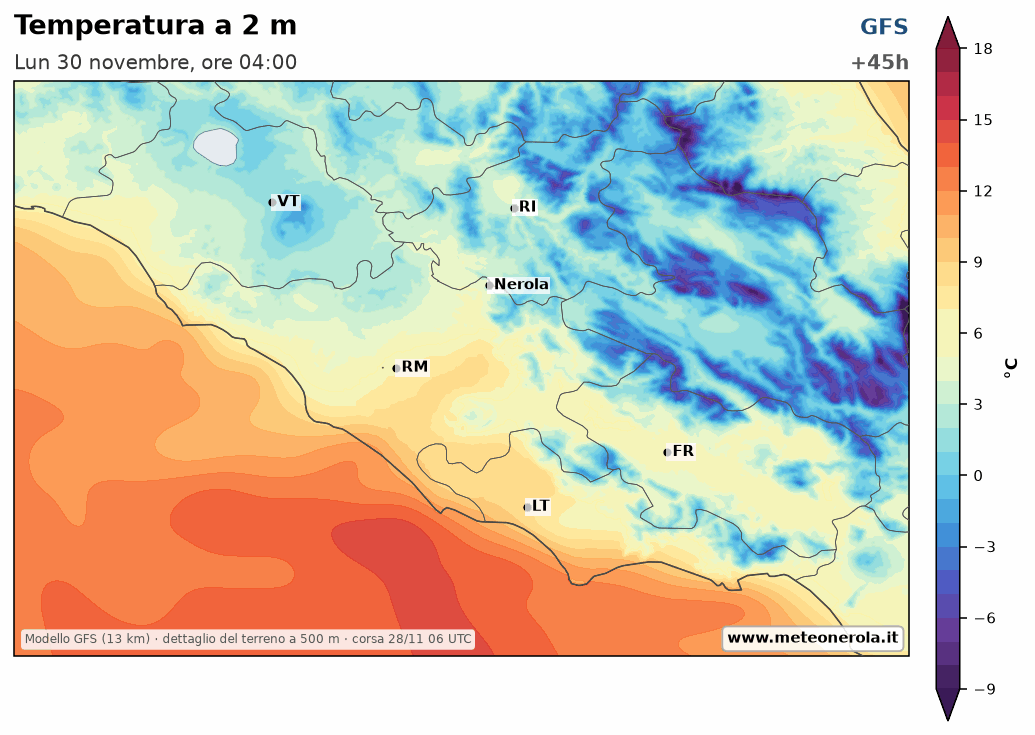 Temperatura a 2 m
GFS
Lun 30 novembre, ore 04:00
+45h
VT
RI
Nerola
RM
FR
LT
Modello GFS (13 km) · dettaglio del terreno a 500 m · corsa 28/11 06 UTC
www.meteonerola.it
18
15
12
9
6
3
0
−3
−6
−9
°C